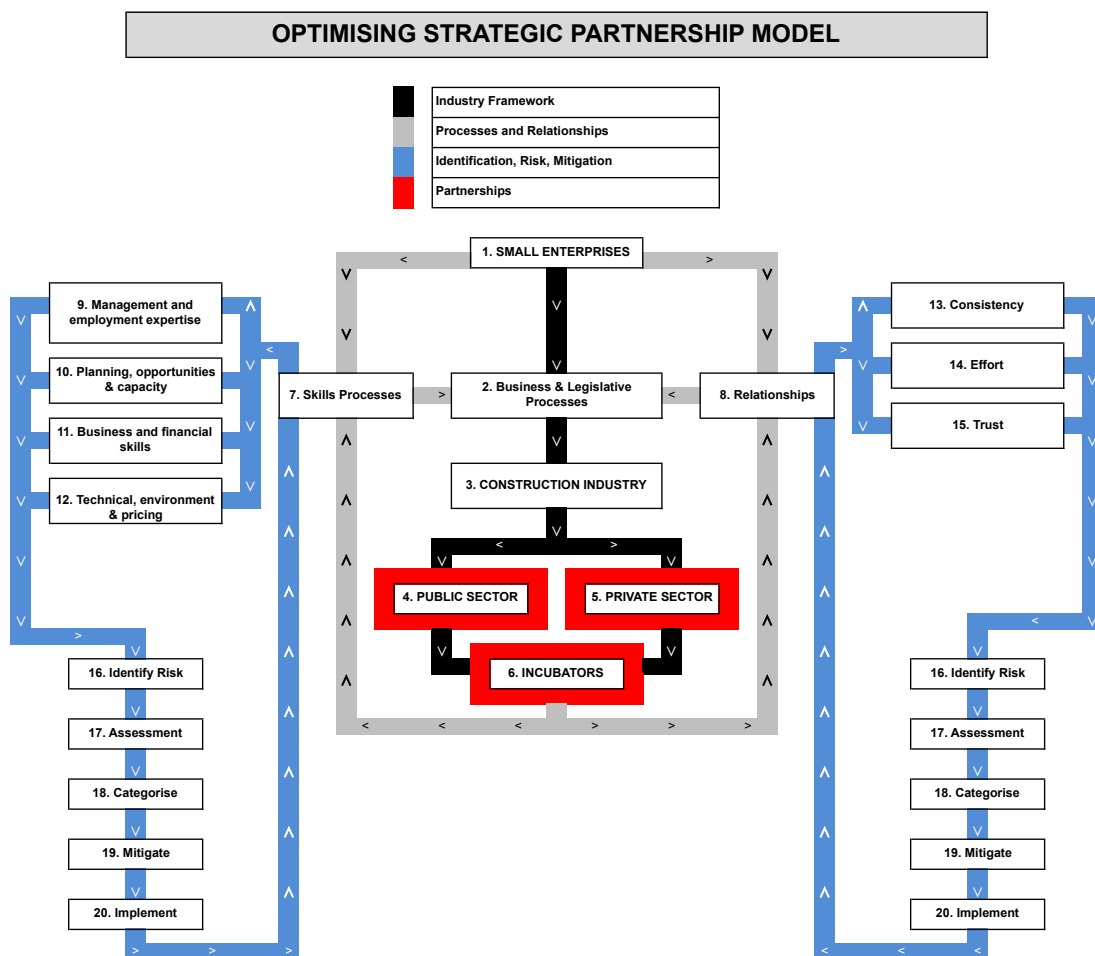 OPTIMISING STRATEGIC PARTNERSHIP MODEL
Industry Framework
Processes and Relationships
Identification, Risk, Mitigation
Partnerships
1. SMALL ENTERPRISES
9. Management and
employment expertise
10. Planning, opportunities
& capacity
11. Business and financial
skills
12. Technical, environment
& pricing
7. Skills Processes
2. Business & Legislative
Processes
8. Relationships
13. Consistency
14. Effort
15. Trust
3. CONSTRUCTION INDUSTRY
4. PUBLIC SECTOR
5. PRIVATE SECTOR
6. INCUBATORS
16. Identify Risk
17. Assessment
18. Categorise
19. Mitigate
20. Implement
16. Identify Risk
17. Assessment
18. Categorise
19. Mitigate
20. Implement